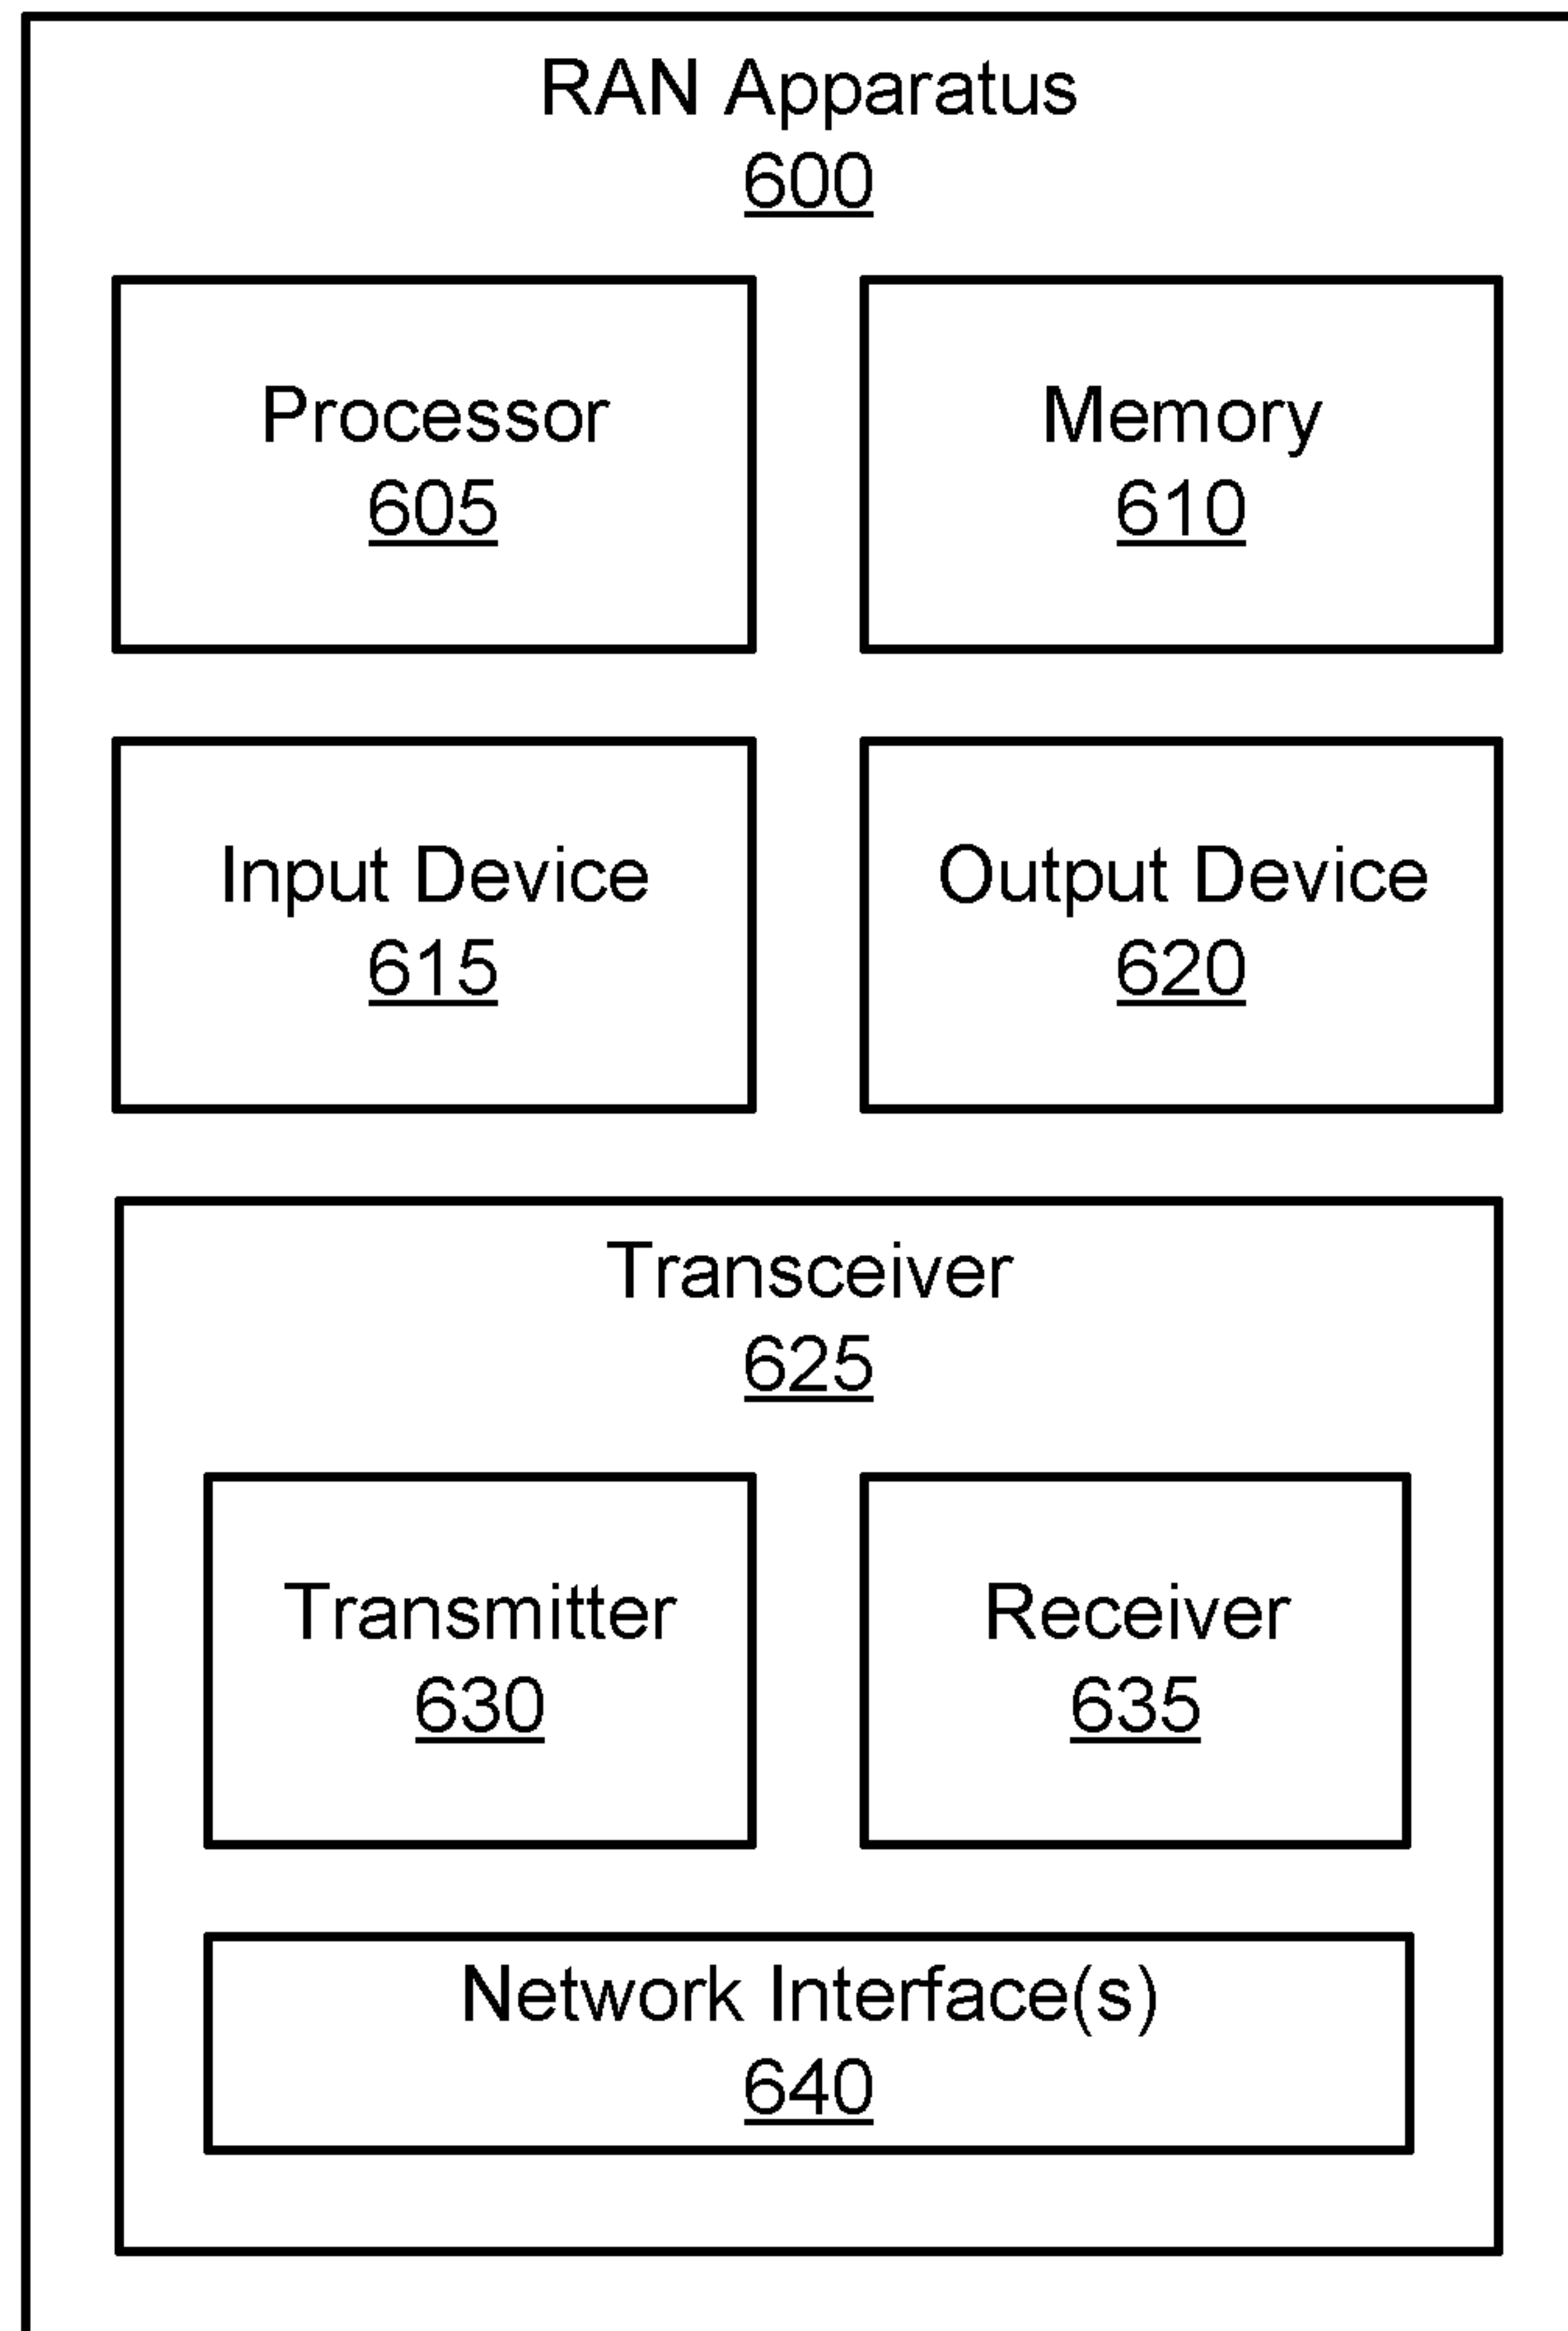 RAN Apparatus
600
Processor
605
Memory
610
Input Device
615
Output Device
620
Transceiver
625
Transmitter
630
Receiver
635
Network Interface(s)
640